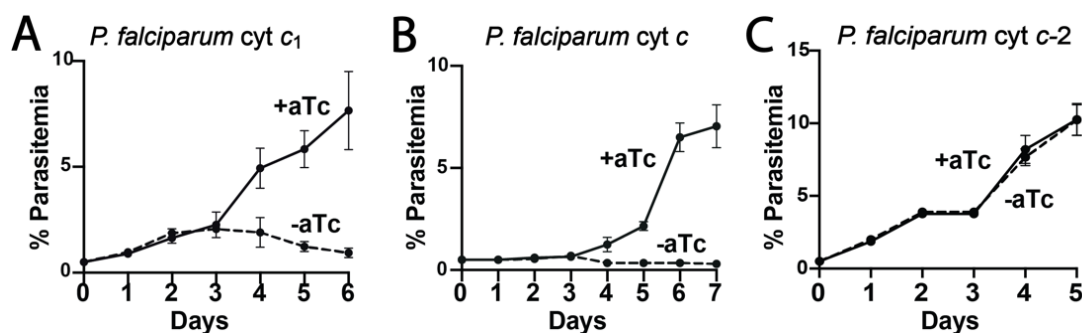 A
P. falciparum cyt c₁
% Parasitemia
10
5
0
+aTc
-aTc
0 1 2 3 4 5 6
Days
B
P. falciparum cyt c
% Parasitemia
10
5
0
+aTc
-aTc
0 1 2 3 4 5 6 7
Days
C
P. falciparum cyt c-2
% Parasitemia
15
10
5
0
+aTc
-aTc
0 1 2 3 4 5
Days